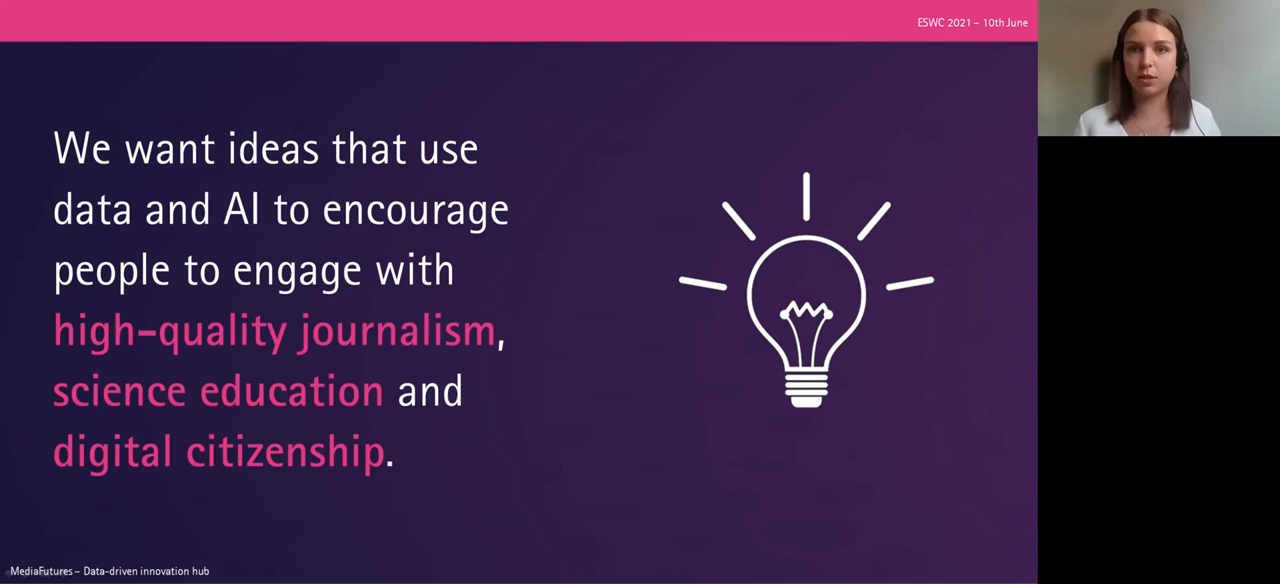 ESWC 2021 – 10th June
We want ideas that use
data and AI to encourage
people to engage with
high-quality journalism,
science education and
digital citizenship.
MediaFutures – Data-driven innovation hub